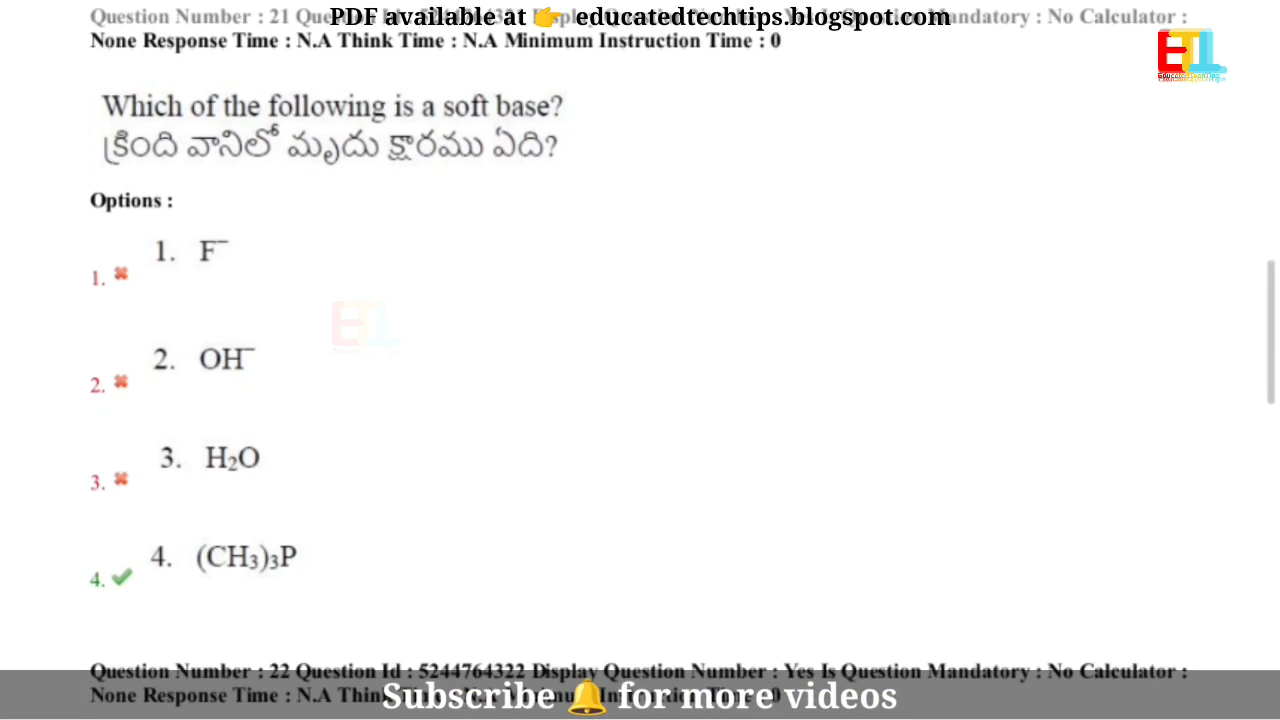 PDF available at 👉 educatedtechtips.blogspot.com
Question Number : 21 Mandatory : No Calculator :
None Response Time : N.A Think Time : N.A Minimum Instruction Time : 0
ETL
Which of the following is a soft base?
క్రింది వానిలో మృదు క్షారము ఏది?
Options :
1. F⁻
1. ✖
2. OH⁻
2. ✖
3. H₂O
3. ✖
4. (CH₃)₃P
4. ✔
Question Number : 22 Question Id : 5244764322 Display Question Number : Yes Is Question Mandatory : No Calculator :
None Response Time : N.A Think
Subscribe 🔔 for more videos